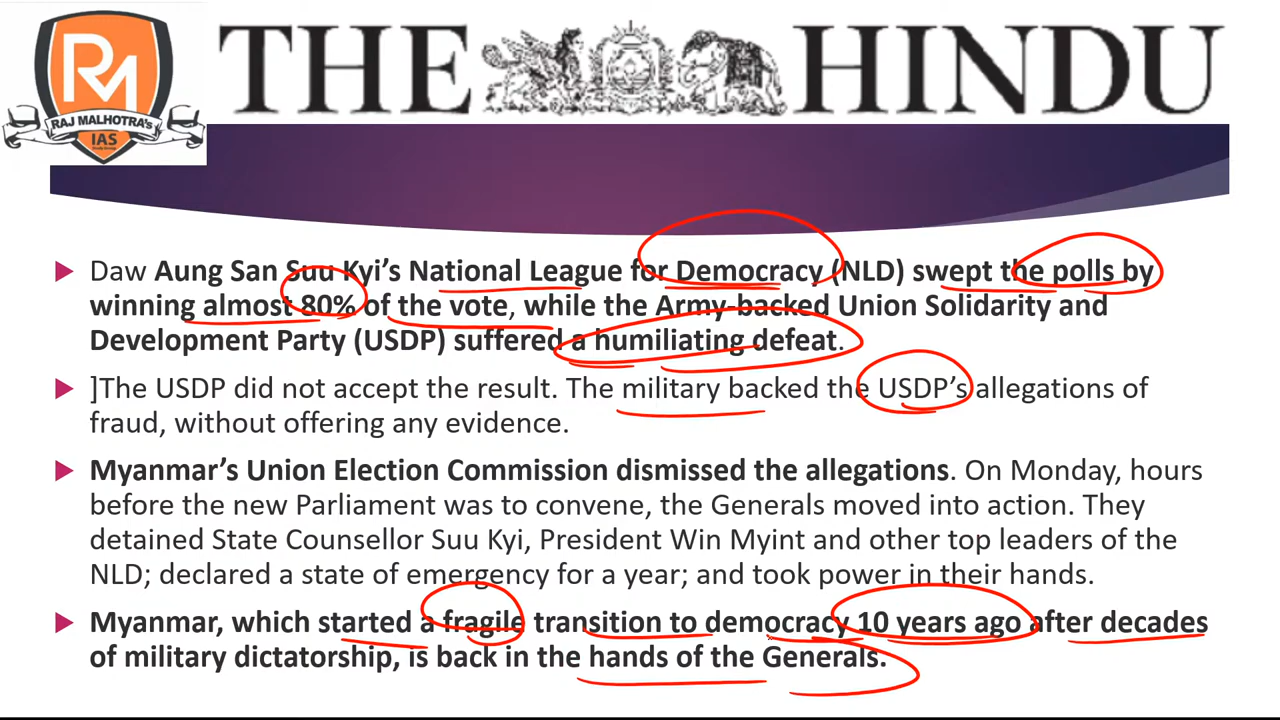 RM
RAJ MALHOTRA'S
IAS
THE HINDU
Daw Aung San Suu Kyi's National League for Democracy (NLD) swept the polls by
winning almost 80% of the vote, while the Army-backed Union Solidarity and
Development Party (USDP) suffered a humiliating defeat.
]The USDP did not accept the result. The military backed the USDP's allegations of
fraud, without offering any evidence.
Myanmar's Union Election Commission dismissed the allegations. On Monday, hours
before the new Parliament was to convene, the Generals moved into action. They
detained State Counsellor Suu Kyi, President Win Myint and other top leaders of the
NLD; declared a state of emergency for a year; and took power in their hands.
Myanmar, which started a fragile transition to democracy 10 years ago after decades
of military dictatorship, is back in the hands of the Generals.